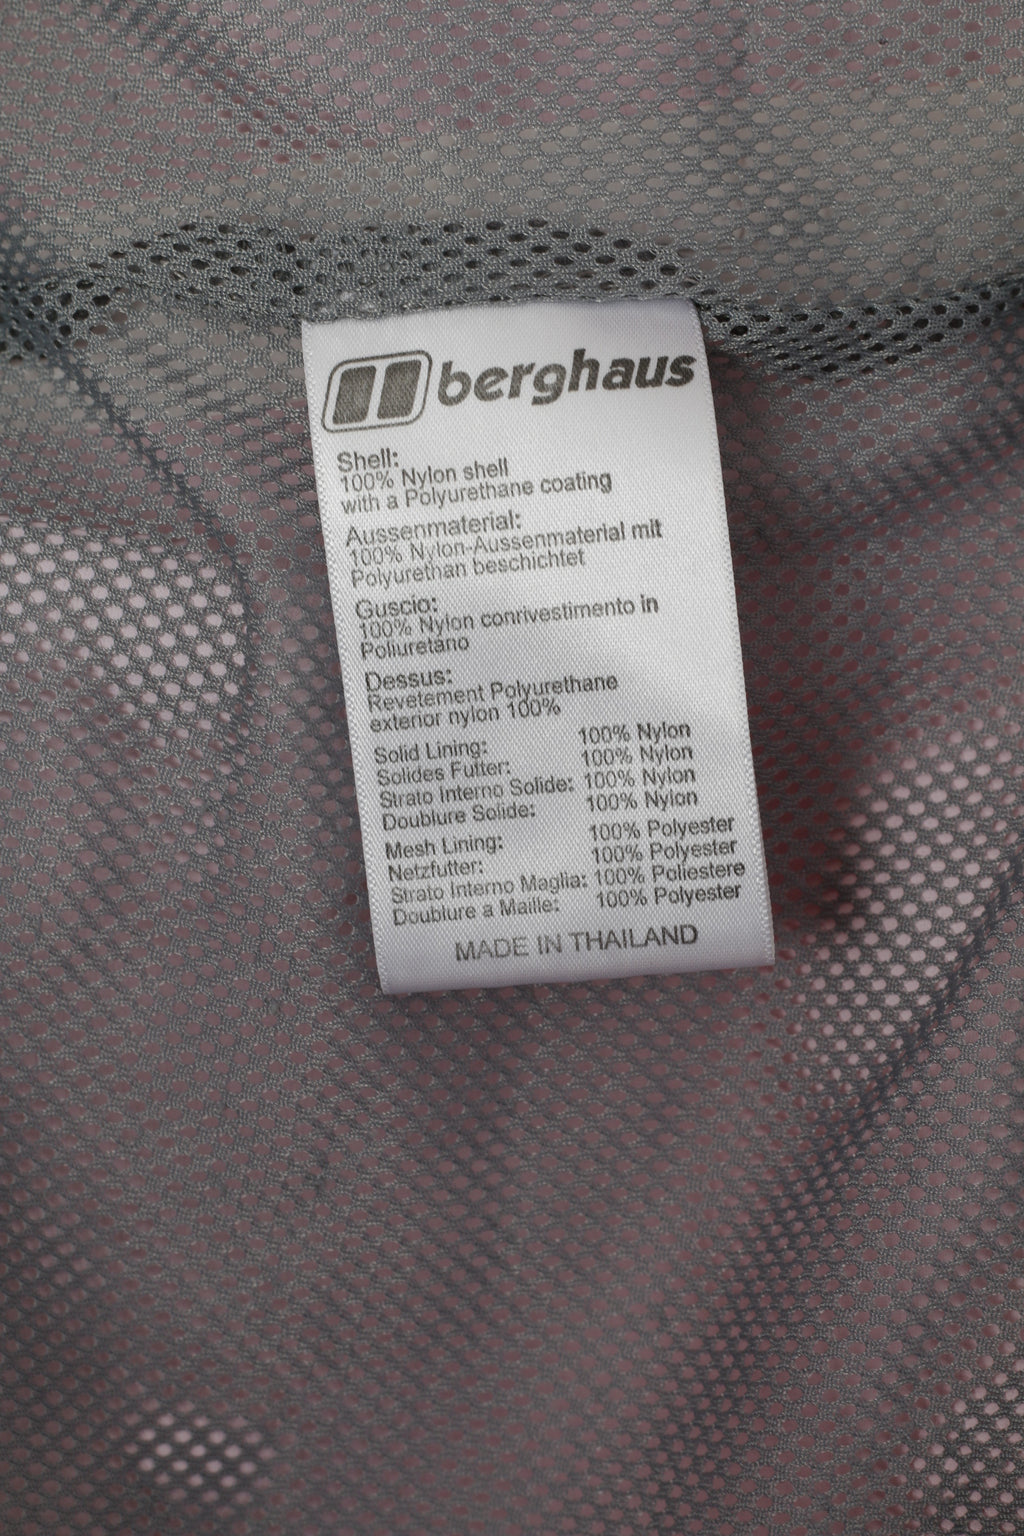 berghaus
Shell:
100% Nylon shell
with a Polyurethane coating
Aussenmaterial:
100% Nylon-Aussenmaterial mit
Polyurethan beschichtet
Guscio:
100% Nylon conrivestimento in
Poliuretano
Dessus:
Revetement Polyurethane
exterior nylon 100%
Solid Lining: 100% Nylon
Solides Futter: 100% Nylon
Strato Interno Solide: 100% Nylon
Doublure Solide: 100% Nylon
Mesh Lining: 100% Polyester
Netzfutter: 100% Polyester
Strato Interno Maglia: 100% Poliestere
Doublure a Maille: 100% Polyester
MADE IN THAILAND